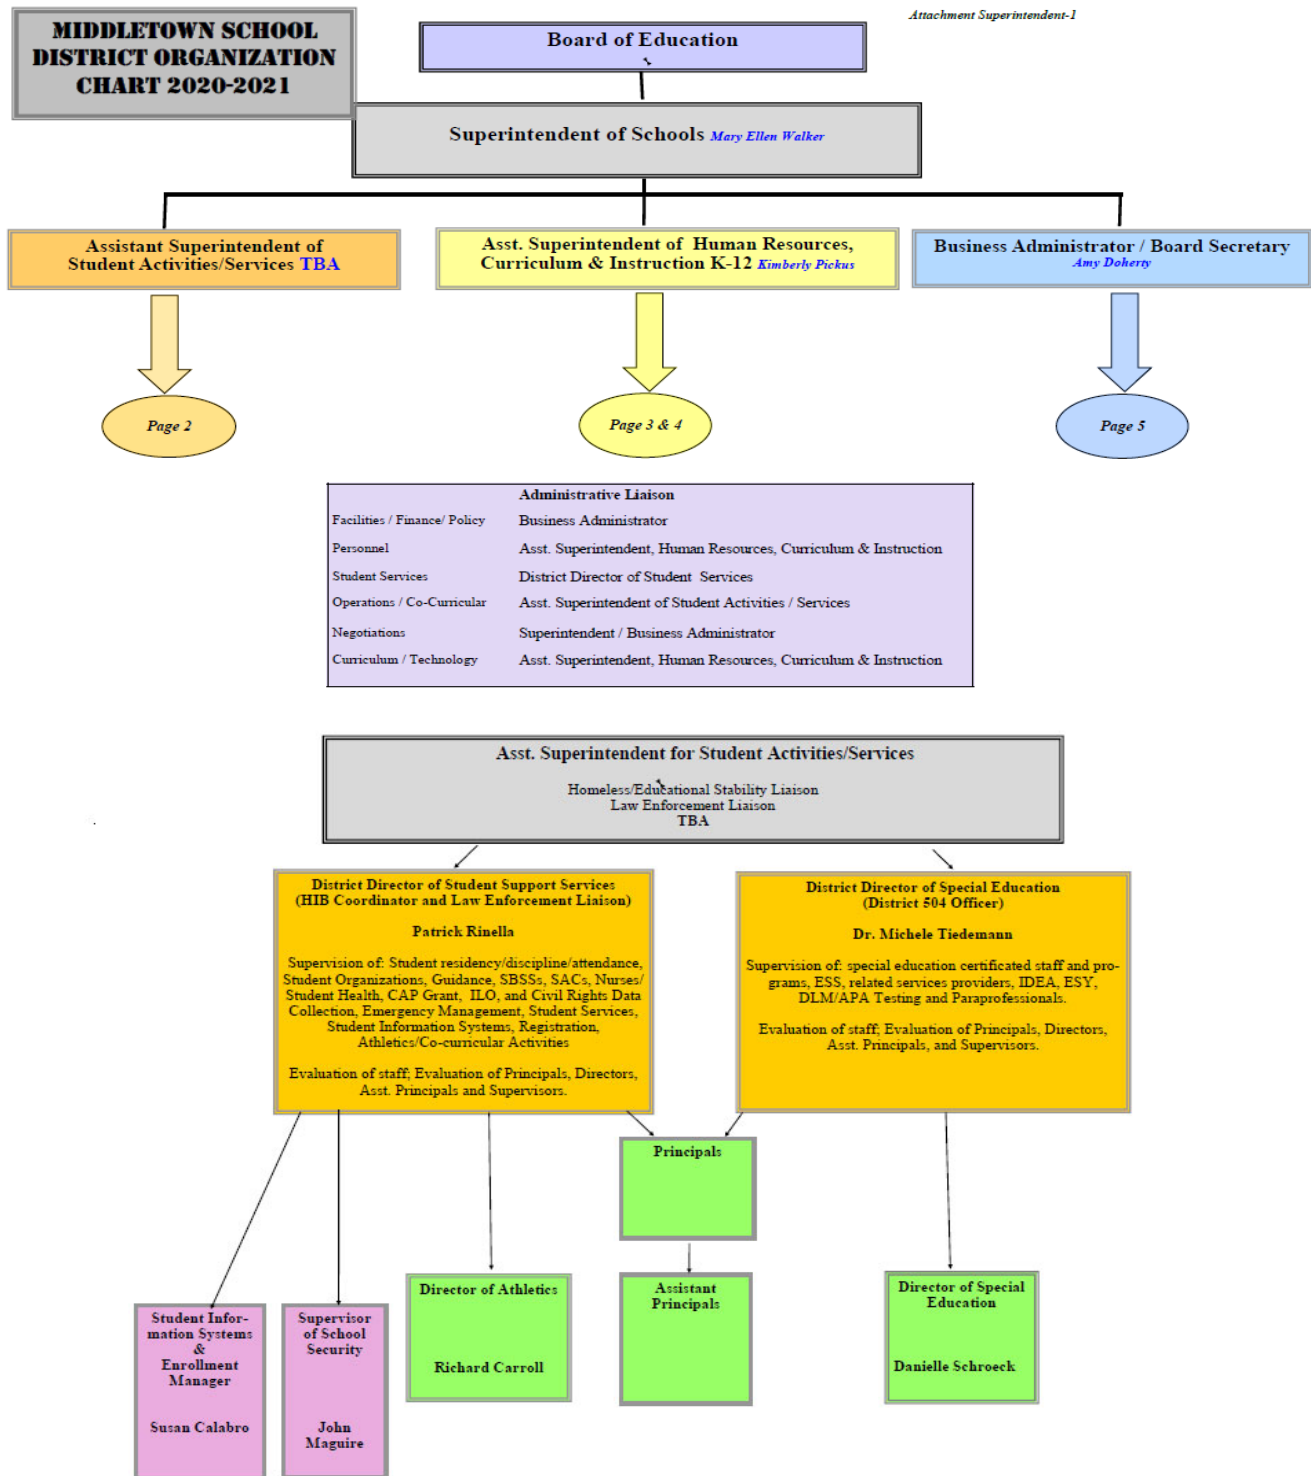 Attachment Superintendent-1
MIDDLETOWN SCHOOL
DISTRICT ORGANIZATION
CHART 2020-2021
Board of Education
Superintendent of Schools Mary Ellen Walker
Assistant Superintendent of
Student Activities/Services TBA
Asst. Superintendent of Human Resources,
Curriculum & Instruction K-12 Kimberly Pickus
Business Administrator / Board Secretary
Amy Doherty
Page 2
Page 3 & 4
Page 5
Administrative Liaison
Facilities / Finance/ Policy Business Administrator
Personnel Asst. Superintendent, Human Resources, Curriculum & Instruction
Student Services District Director of Student Services
Operations / Co-Curricular Asst. Superintendent of Student Activities / Services
Negotiations Superintendent / Business Administrator
Curriculum / Technology Asst. Superintendent, Human Resources, Curriculum & Instruction
Asst. Superintendent for Student Activities/Services
Homeless/Educational Stability Liaison
Law Enforcement Liaison
TBA
District Director of Student Support Services
(HIB Coordinator and Law Enforcement Liaison)
Patrick Rinella
Supervision of: Student residency/discipline/attendance,
Student Organizations, Guidance, SBSSs, SACs, Nurses/
Student Health, CAP Grant, ILO, and Civil Rights Data
Collection, Emergency Management, Student Services,
Student Information Systems, Registration,
Athletics/Co-curricular Activities
Evaluation of staff; Evaluation of Principals, Directors,
Asst. Principals and Supervisors.
District Director of Special Education
(District 504 Officer)
Dr. Michele Tiedemann
Supervision of: special education certificated staff and pro-
grams, ESS, related services providers, IDEA, ESY,
DLM/APA Testing and Paraprofessionals.
Evaluation of staff; Evaluation of Principals, Directors,
Asst. Principals, and Supervisors.
Principals
Student Infor-
mation Systems
&
Enrollment
Manager
Susan Calabro
Supervisor
of School
Security
John
Maguire
Director of Athletics
Richard Carroll
Assistant
Principals
Director of Special
Education
Danielle Schroeck